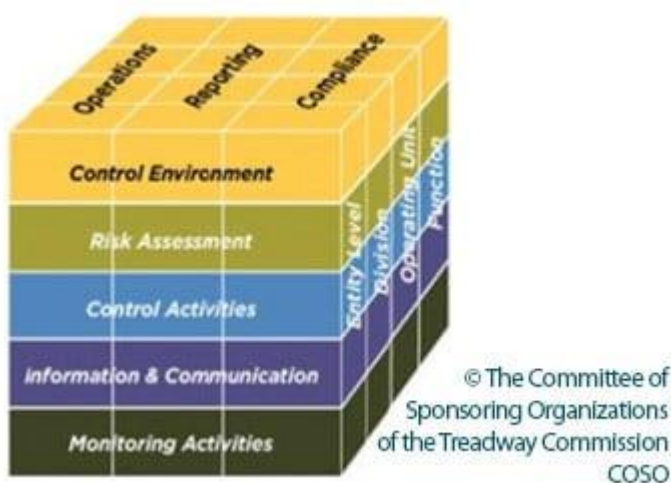 Operations
Reporting
Compliance
Control Environment
Risk Assessment
Control Activities
Information & Communication
Monitoring Activities
Entity Level
Division
Operating Unit
Function
© The Committee of
Sponsoring Organizations
of the Treadway Commission
COSO